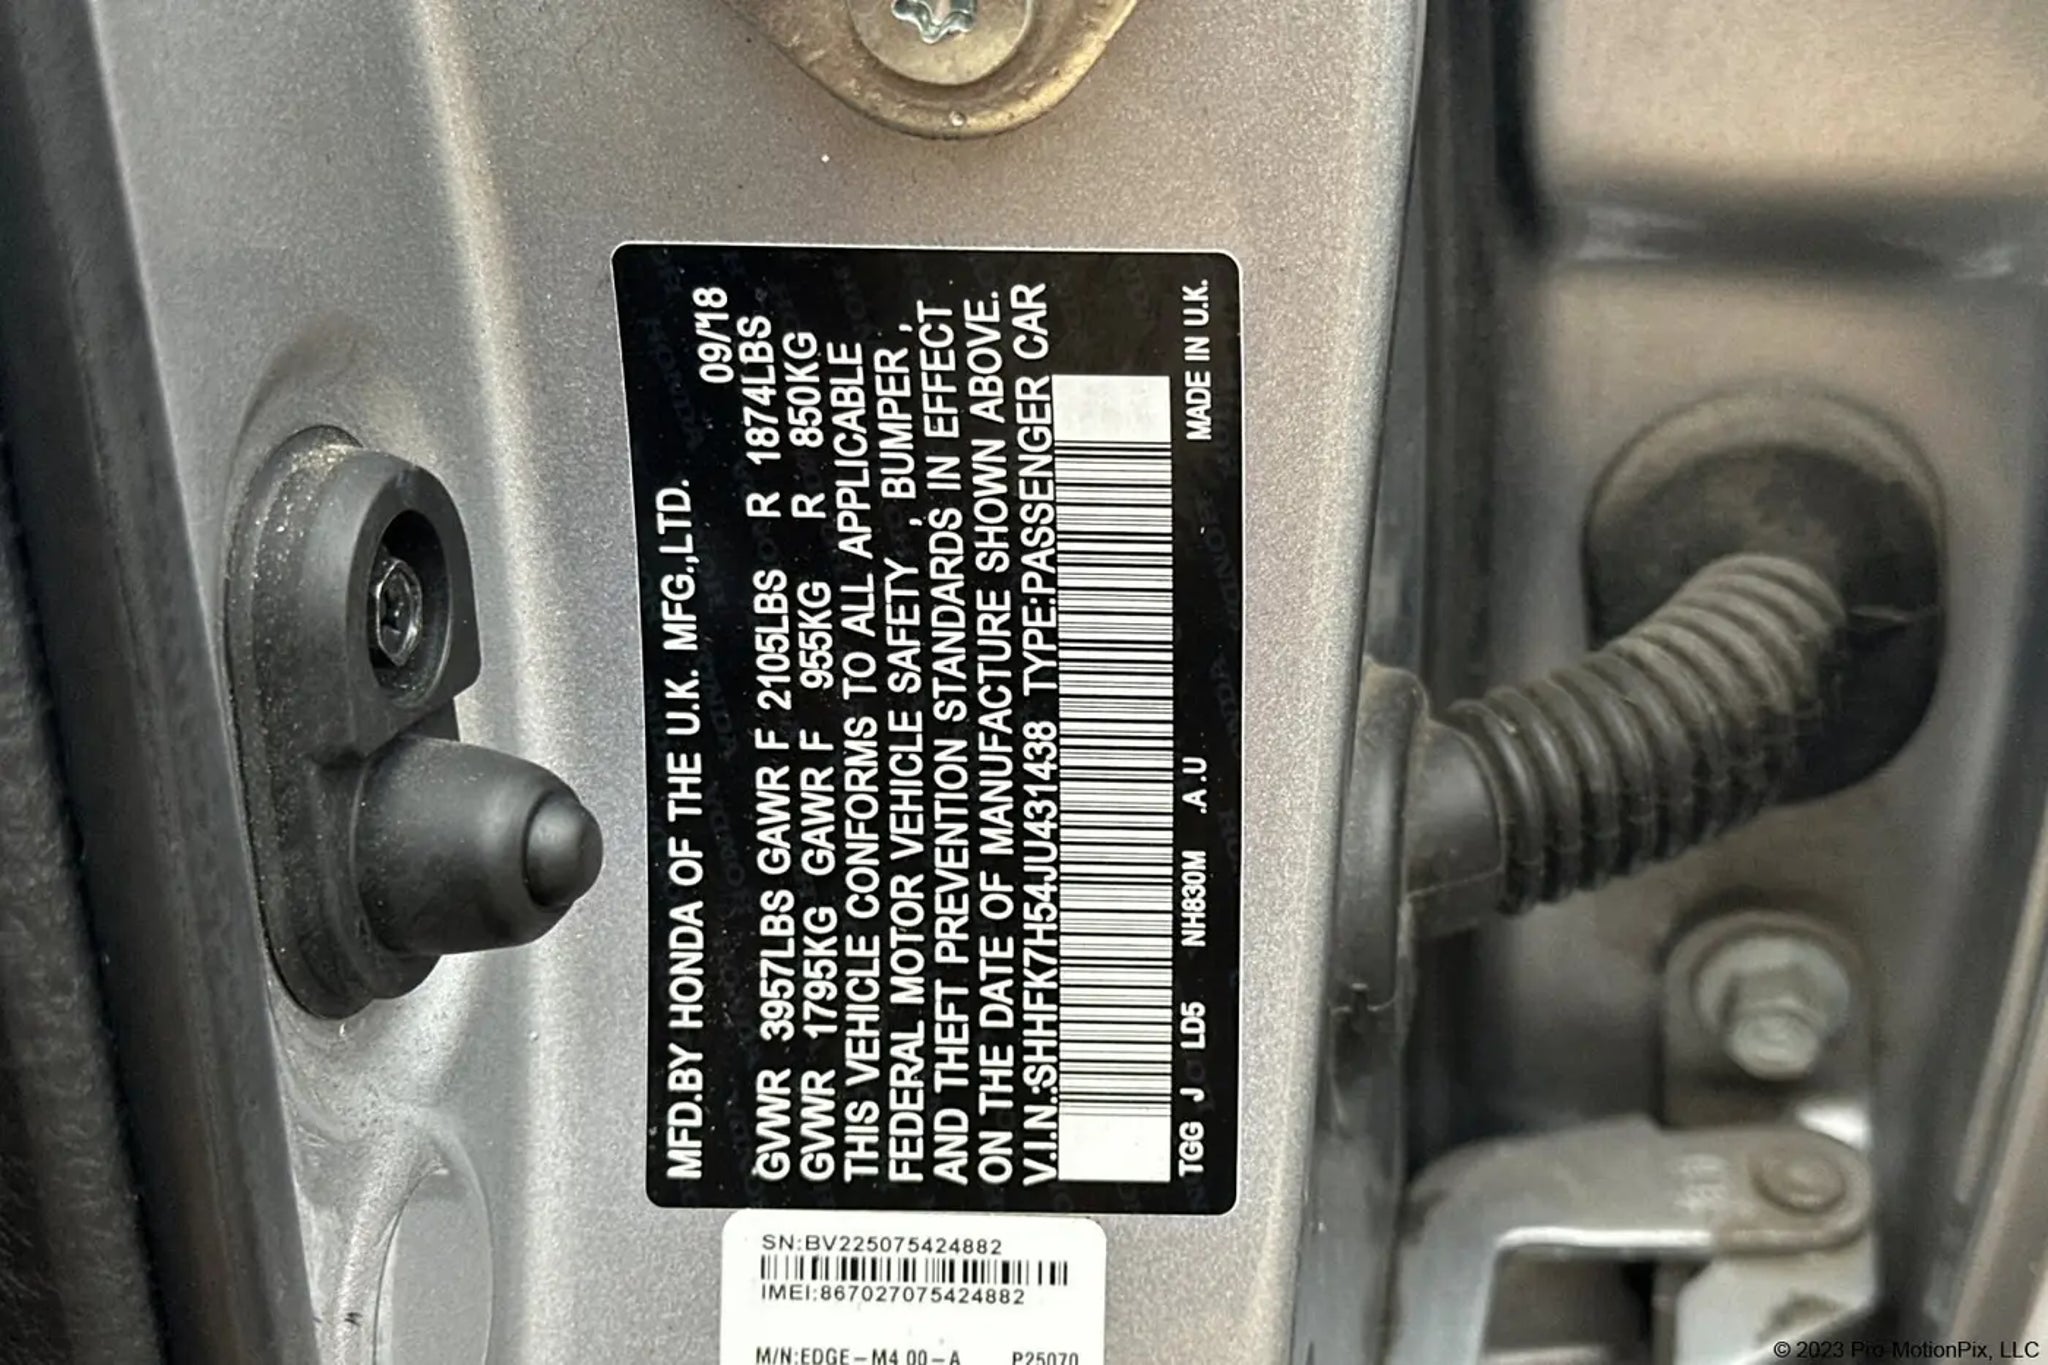 MFD.BY HONDA OF THE U.K. MFG.,LTD. 09/18
GVWR 3957LBS GAWR F 2105LBS R 1874LBS
GVWR 1795KG GAWR F 955KG R 850KG
THIS VEHICLE CONFORMS TO ALL APPLICABLE
FEDERAL MOTOR VEHICLE SAFETY, BUMPER,
AND THEFT PREVENTION STANDARDS IN EFFECT
ON THE DATE OF MANUFACTURE SHOWN ABOVE.
V.I.N.:SHHFK7H54JU431438 TYPE:PASSENGER CAR
TGG J LD5 NH830M .A.U MADE IN U.K.
SN:BV225075424882
IMEI:867027075424882
M/N:EDGE-M4 00-A P25070
© 2023 Pro-MotionPix, LLC